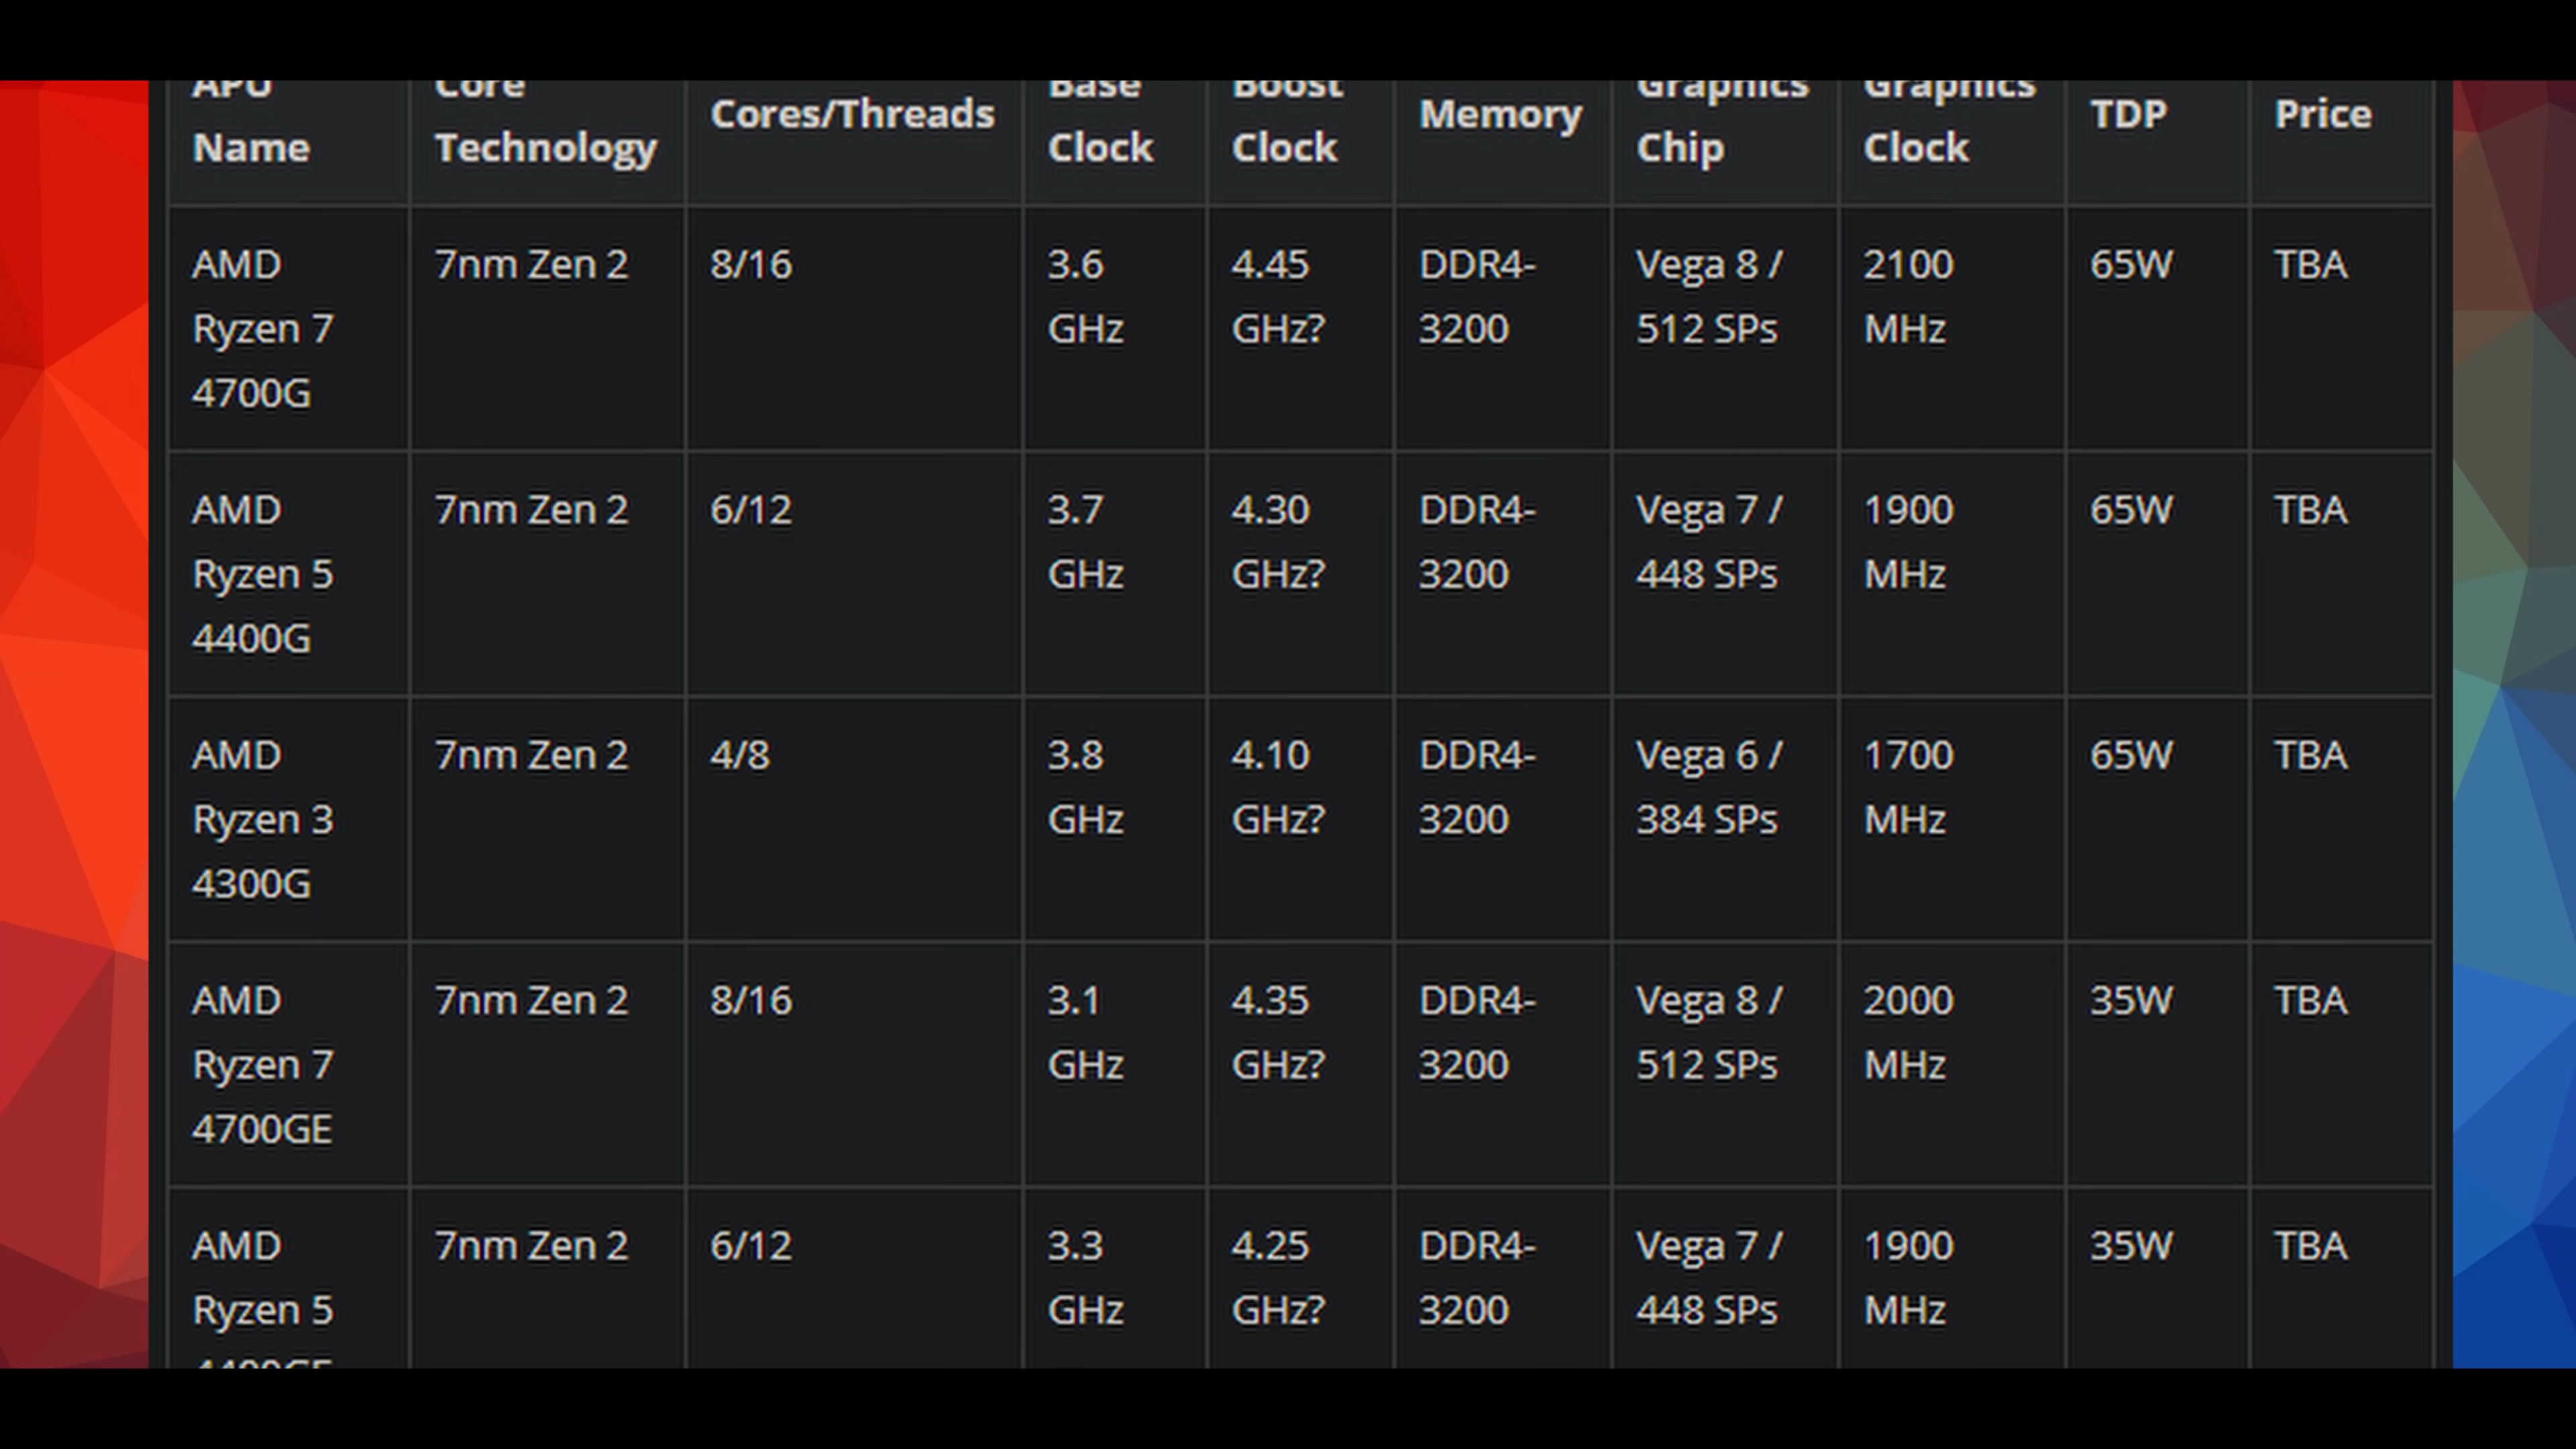 APU Name
Core Technology
Cores/Threads
Base Clock
Boost Clock
Memory
Graphics Chip
Graphics Clock
TDP
Price
AMD Ryzen 7 4700G
7nm Zen 2
8/16
3.6 GHz
4.45 GHz?
DDR4-3200
Vega 8 / 512 SPs
2100 MHz
65W
TBA
AMD Ryzen 5 4400G
7nm Zen 2
6/12
3.7 GHz
4.30 GHz?
DDR4-3200
Vega 7 / 448 SPs
1900 MHz
65W
TBA
AMD Ryzen 3 4300G
7nm Zen 2
4/8
3.8 GHz
4.10 GHz?
DDR4-3200
Vega 6 / 384 SPs
1700 MHz
65W
TBA
AMD Ryzen 7 4700GE
7nm Zen 2
8/16
3.1 GHz
4.35 GHz?
DDR4-3200
Vega 8 / 512 SPs
2000 MHz
35W
TBA
AMD Ryzen 5
7nm Zen 2
6/12
3.3 GHz
4.25 GHz?
DDR4-3200
Vega 7 / 448 SPs
1900 MHz
35W
TBA